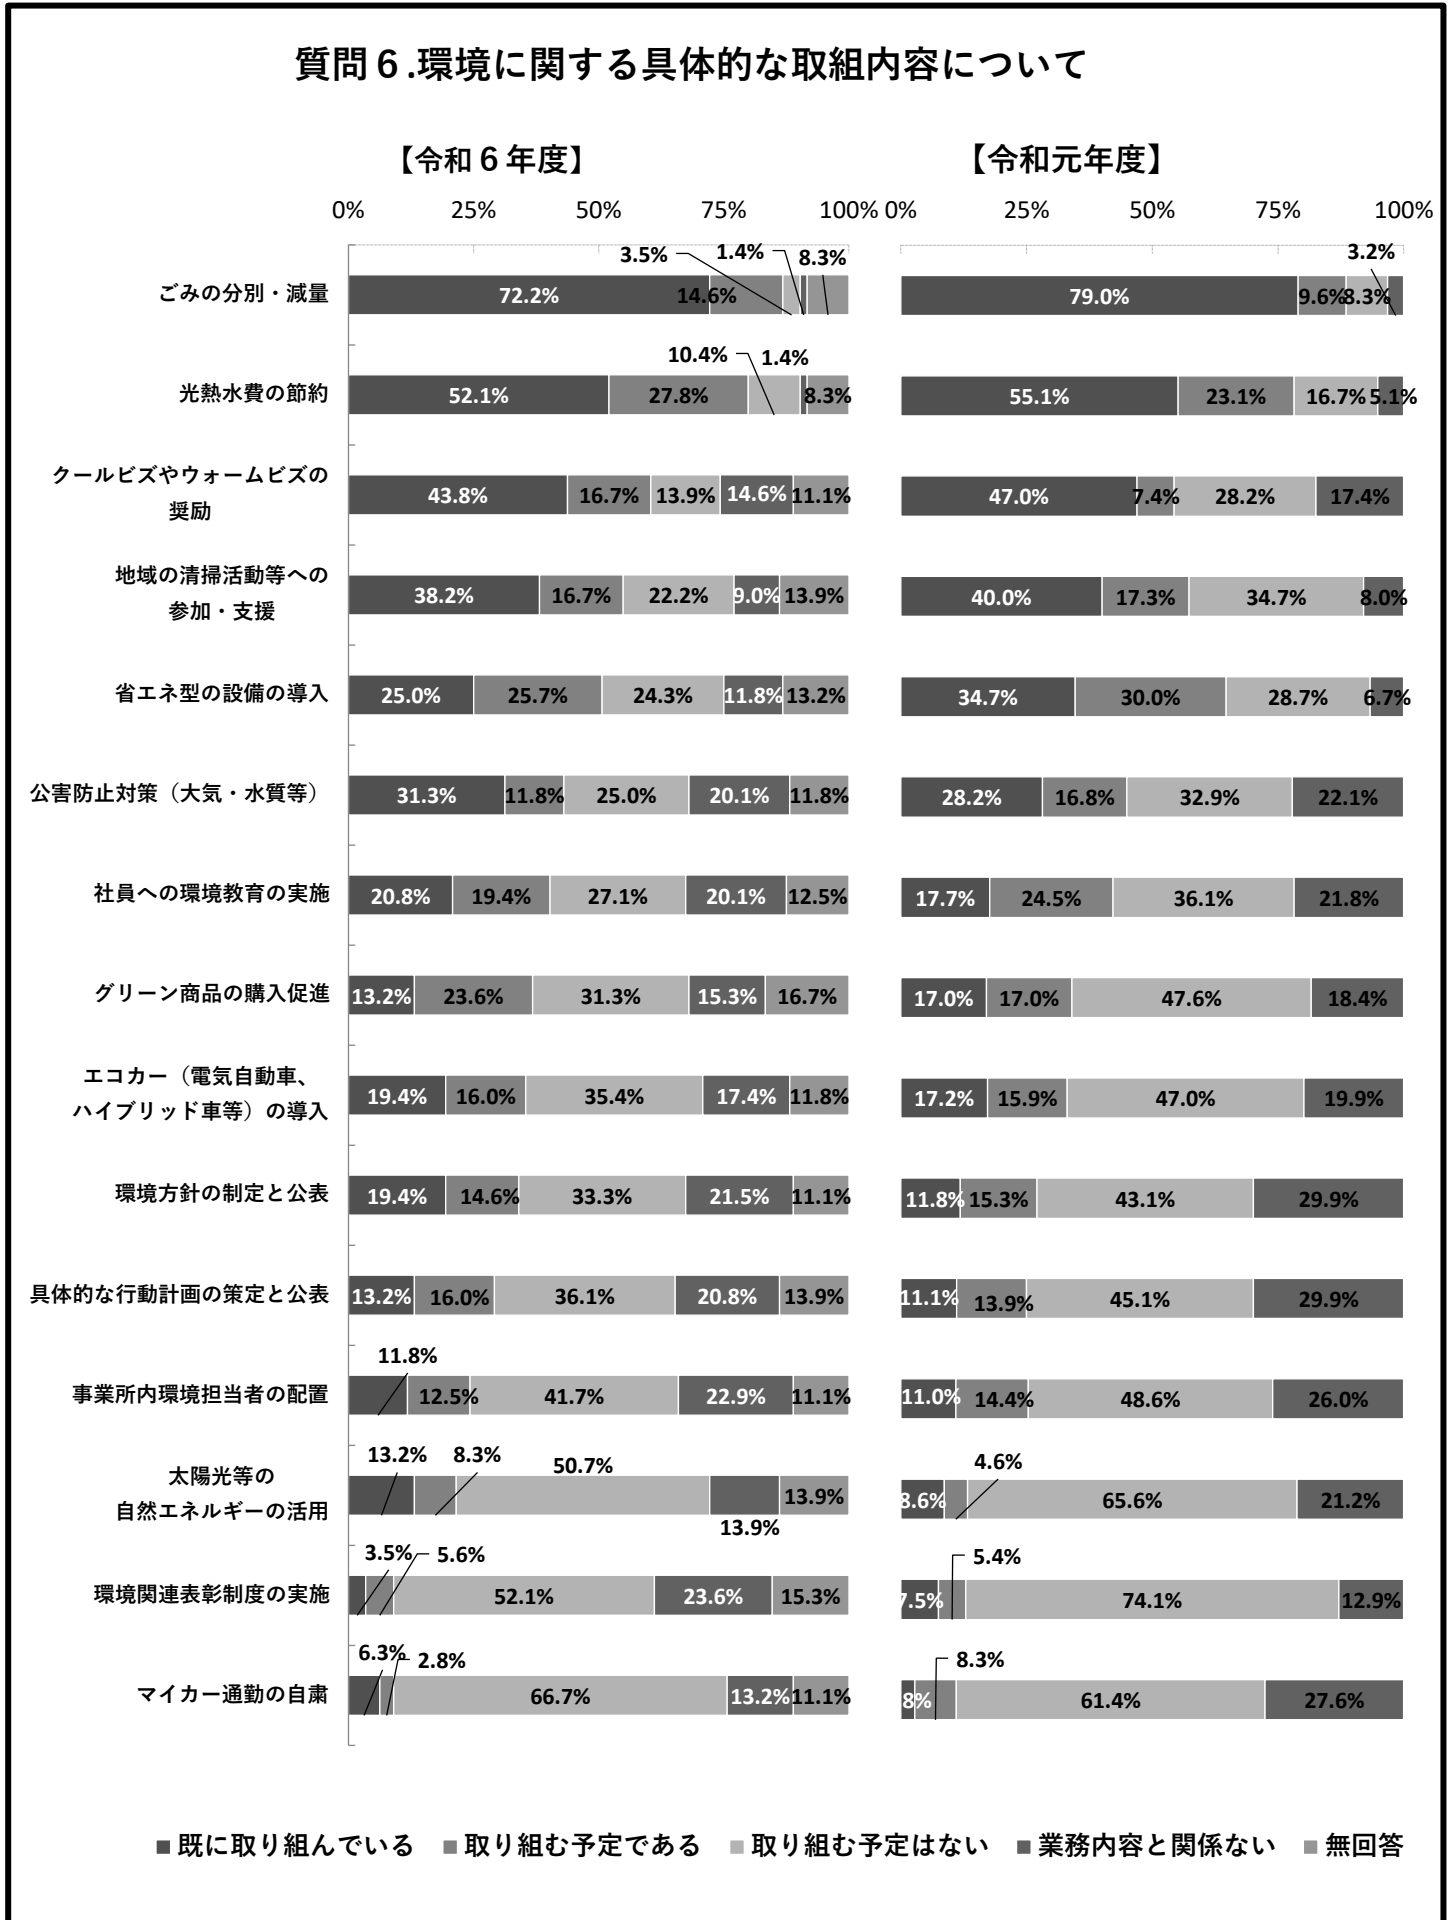 質問６.環境に関する具体的な取組内容について
【令和６年度】 【令和元年度】
0% 25% 50% 75% 100% 0% 25% 50% 75% 100%
3.5% 1.4% 8.3% 3.2%
ごみの分別・減量 72.2% 14.6% 79.0% 9.6% 8.3%
10.4% 1.4%
光熱水費の節約 52.1% 27.8% 8.3% 55.1% 23.1% 16.7% 5.1%
クールビズやウォームビズの
奨励 43.8% 16.7% 13.9% 14.6% 11.1% 47.0% 7.4% 28.2% 17.4%
地域の清掃活動等への
参加・支援 38.2% 16.7% 22.2% 9.0% 13.9% 40.0% 17.3% 34.7% 8.0%
省エネ型の設備の導入 25.0% 25.7% 24.3% 11.8% 13.2% 34.7% 30.0% 28.7% 6.7%
公害防止対策（大気・水質等） 31.3% 11.8% 25.0% 20.1% 11.8% 28.2% 16.8% 32.9% 22.1%
社員への環境教育の実施 20.8% 19.4% 27.1% 20.1% 12.5% 17.7% 24.5% 36.1% 21.8%
グリーン商品の購入促進 13.2% 23.6% 31.3% 15.3% 16.7% 17.0% 17.0% 47.6% 18.4%
エコカー（電気自動車、
ハイブリッド車等）の導入 19.4% 16.0% 35.4% 17.4% 11.8% 17.2% 15.9% 47.0% 19.9%
環境方針の制定と公表 19.4% 14.6% 33.3% 21.5% 11.1% 11.8% 15.3% 43.1% 29.9%
具体的な行動計画の策定と公表 13.2% 16.0% 36.1% 20.8% 13.9% 11.1% 13.9% 45.1% 29.9%
11.8%
事業所内環境担当者の配置 12.5% 41.7% 22.9% 11.1% 11.0% 14.4% 48.6% 26.0%
13.2% 8.3% 50.7% 4.6%
太陽光等の
自然エネルギーの活用 13.9% 13.9% 8.6% 65.6% 21.2%
3.5% 5.6% 5.4%
環境関連表彰制度の実施 52.1% 23.6% 15.3% 7.5% 74.1% 12.9%
6.3% 2.8% 8.3%
マイカー通勤の自粛 66.7% 13.2% 11.1% 8% 61.4% 27.6%
■既に取り組んでいる ■取り組む予定である ■取り組む予定はない ■業務内容と関係ない ■無回答